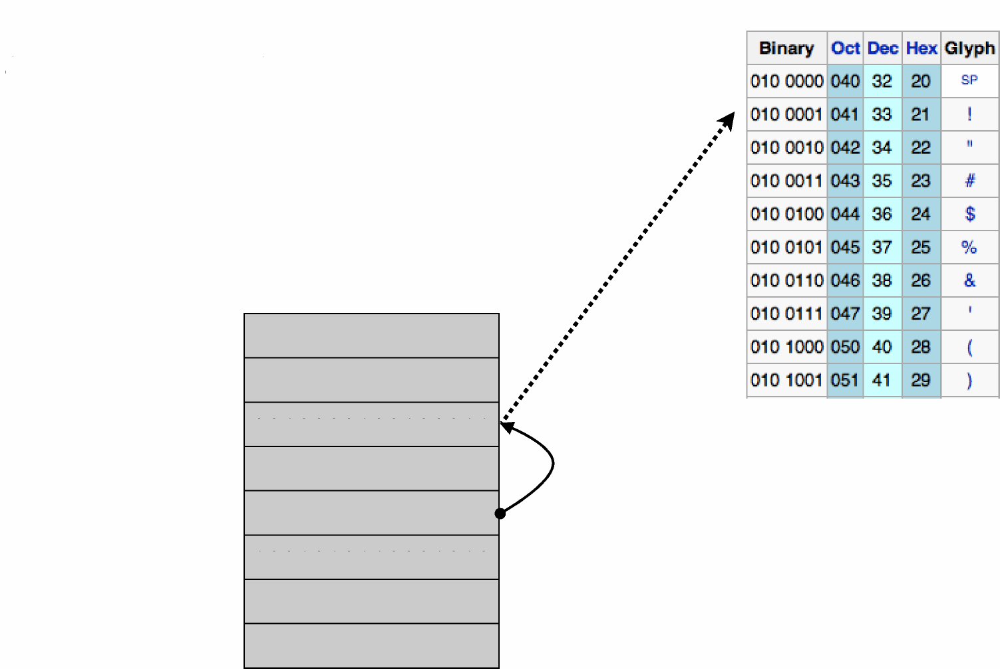 Binary Oct Dec Hex Glyph
010 0000 040 32 20 SP
010 0001 041 33 21 !
010 0010 042 34 22 "
010 0011 043 35 23 #
010 0100 044 36 24 $
010 0101 045 37 25 %
010 0110 046 38 26 &
010 0111 047 39 27 '
010 1000 050 40 28 (
010 1001 051 41 29 )